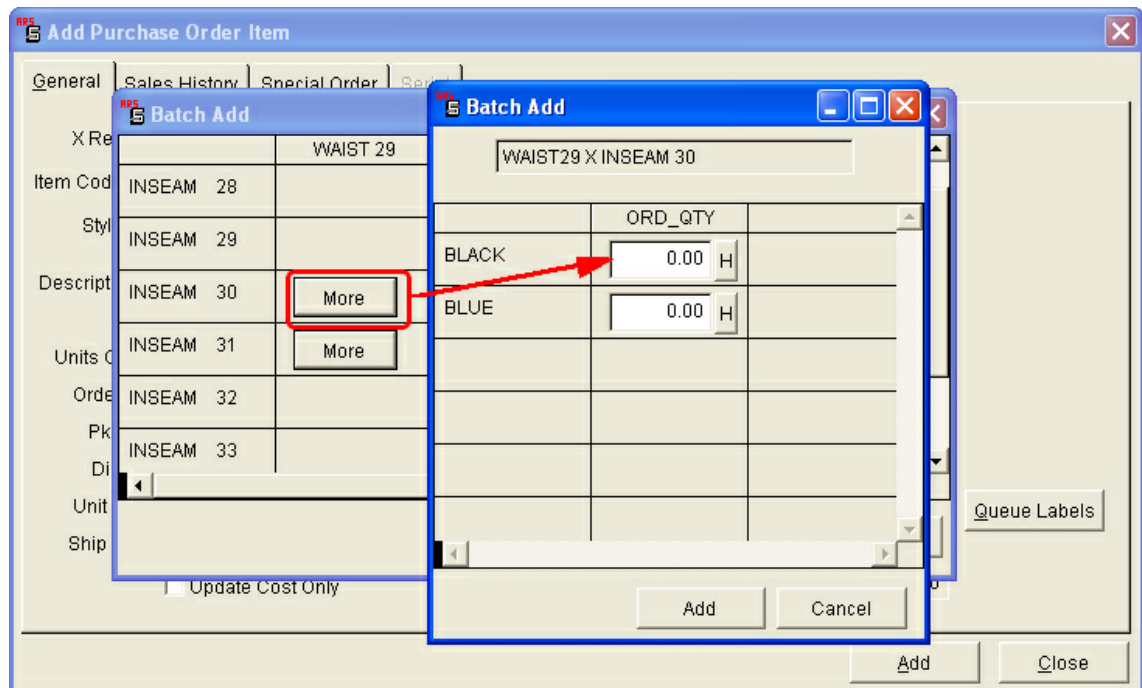 ARS Add Purchase Order Item
General Sales History Special Order
ARS Batch Add
WAIST 29
INSEAM 28
INSEAM 29
INSEAM 30 More
INSEAM 31 More
INSEAM 32
INSEAM 33
X Re
Item Cod
Styl
Descript
Units
Orde
Pk
Di
Unit
Ship
Update Cost Only
ARS Batch Add
WAIST29 X INSEAM 30
ORD_QTY
BLACK 0.00 H
BLUE 0.00 H
Add Cancel
Queue Labels
Add Close